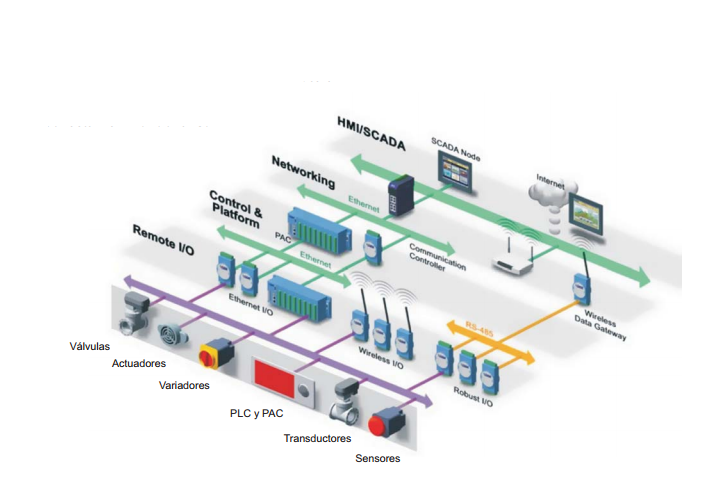 HMI/SCADA
SCADA Node
Networking
Internet
Ethernet
Control &
Platform
PAC
Remote I/O
Ethernet
Communication
Controller
Ethernet I/O
Wireless
Data Gateway
RS-485
Wireless I/O
Robust I/O
Válvulas
Actuadores
Variadores
PLC y PAC
Transductores
Sensores